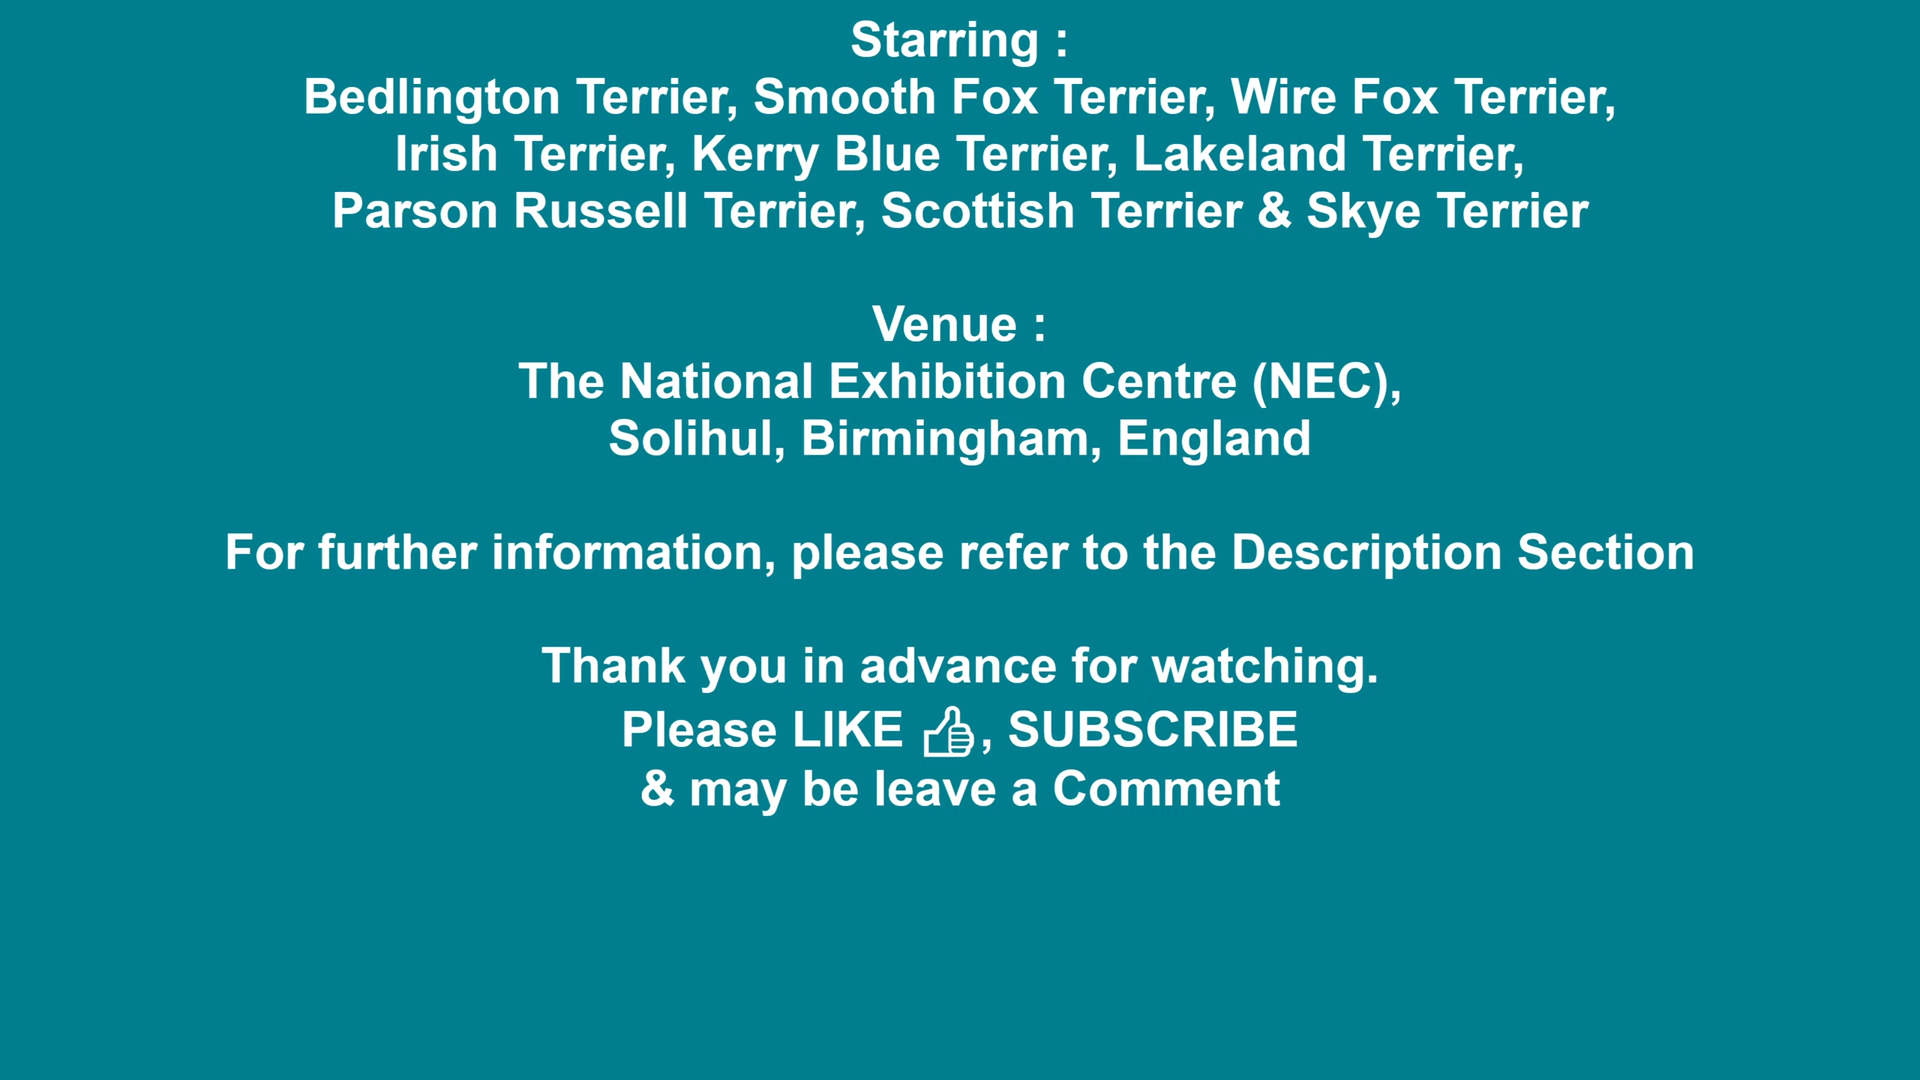 Starring :
Bedlington Terrier, Smooth Fox Terrier, Wire Fox Terrier,
Irish Terrier, Kerry Blue Terrier, Lakeland Terrier,
Parson Russell Terrier, Scottish Terrier & Skye Terrier
Venue :
The National Exhibition Centre (NEC),
Solihul, Birmingham, England
For further information, please refer to the Description Section
Thank you in advance for watching.
Please LIKE 👍, SUBSCRIBE
& may be leave a Comment